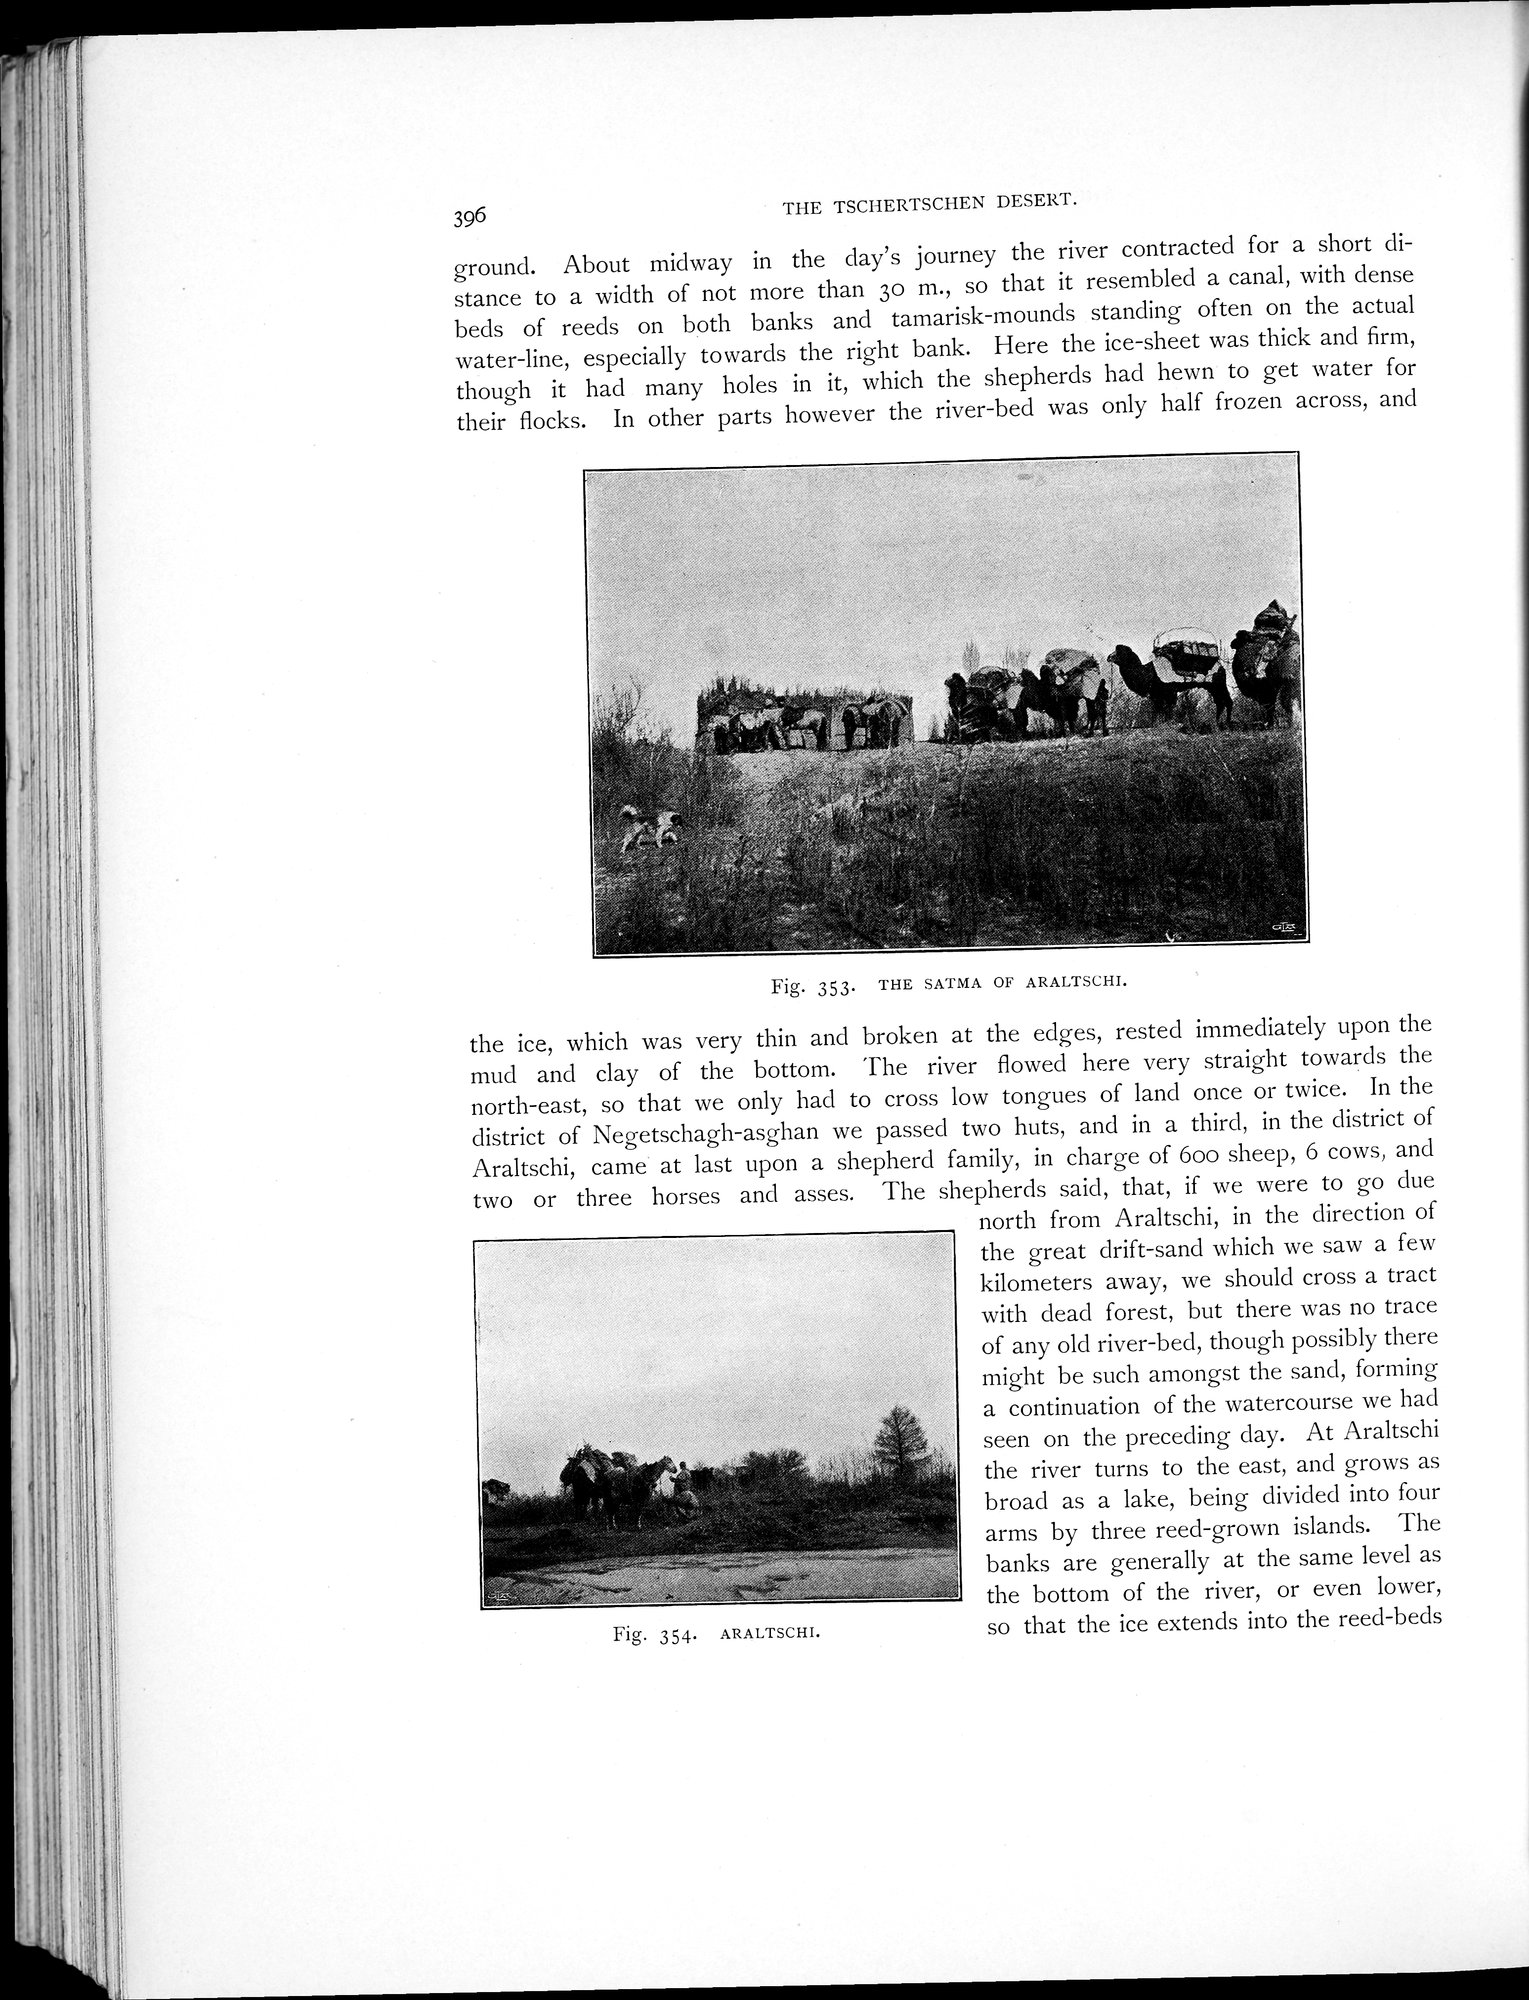 396
THE TSCHERTSCHEN DESERT.
ground. About midway in the day's journey the river contracted for a short di-
stance to a width of not more than 30 m., so that it resembled a canal, with dense
beds of reeds on both banks and tamarisk-mounds standing often on the actual
water-line, especially towards the right bank. Here the ice-sheet was thick and firm,
though it had many holes in it, which the shepherds had hewn to get water for
their flocks. In other parts however the river-bed was only half frozen across, and
Fig. 353. THE SATMA OF ARALTSCHI.
the ice, which was very thin and broken at the edges, rested immediately upon the
mud and clay of the bottom. The river flowed here very straight towards the
north-east, so that we only had to cross low tongues of land once or twice. In the
district of Negetschagh-asghan we passed two huts, and in a third, in the district of
Araltschi, came at last upon a shepherd family, in charge of 600 sheep, 6 cows, and
two or three horses and asses. The shepherds said, that, if we were to go due
north from Araltschi, in the direction of
the great drift-sand which we saw a few
kilometers away, we should cross a tract
with dead forest, but there was no trace
of any old river-bed, though possibly there
might be such amongst the sand, forming
a continuation of the watercourse we had
seen on the preceding day. At Araltschi
the river turns to the east, and grows as
broad as a lake, being divided into four
arms by three reed-grown islands. The
banks are generally at the same level as
the bottom of the river, or even lower,
so that the ice extends into the reed-beds
Fig. 354. ARALTSCHI.